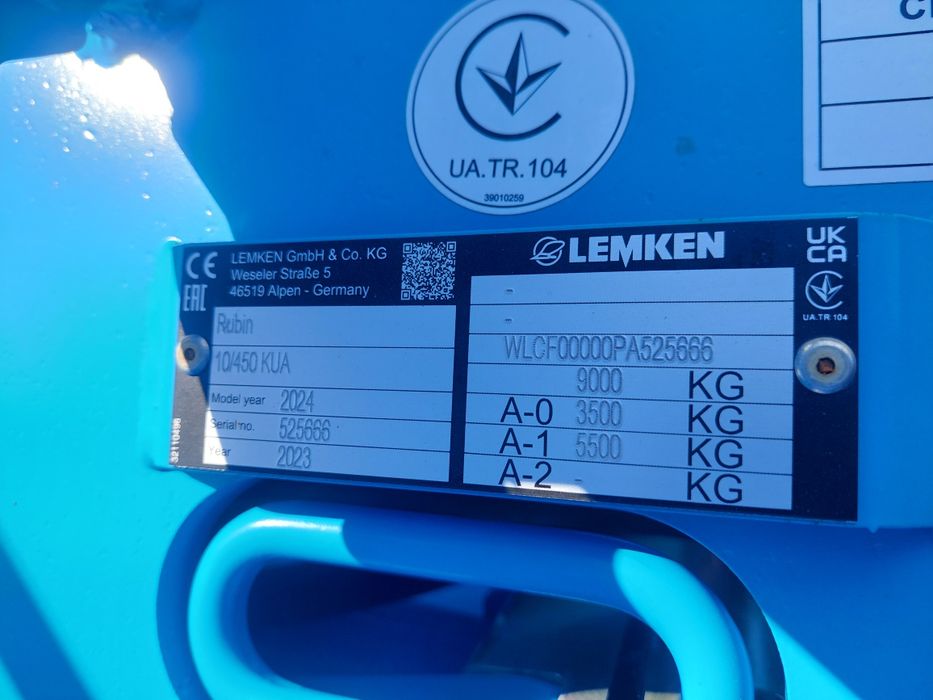 UA.TR.104
39010259
CE
EAC
LEMKEN GmbH & Co. KG
Weseler Straße 5
46519 Alpen - Germany
LEMKEN
UK
CA
UA.TR.104
Rubin
10/450 KUA
Model year 2024
Serial no. 525666
Year 2023
32110496
-
-
WLCF00000PA525666
9000 KG
A-0 3500 KG
A-1 5500 KG
A-2 - KG